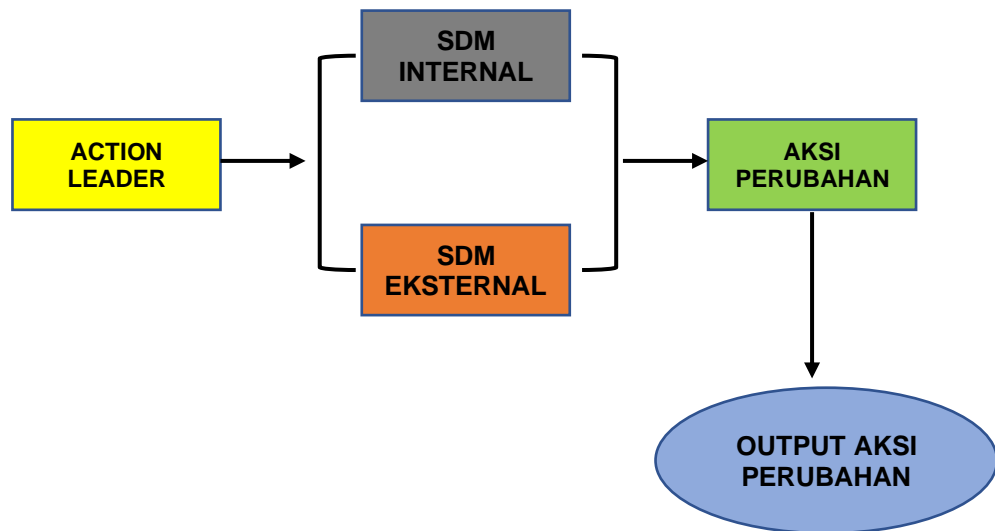 SDM
INTERNAL
ACTION
LEADER
AKSI
PERUBAHAN
SDM
EKSTERNAL
OUTPUT AKSI
PERUBAHAN